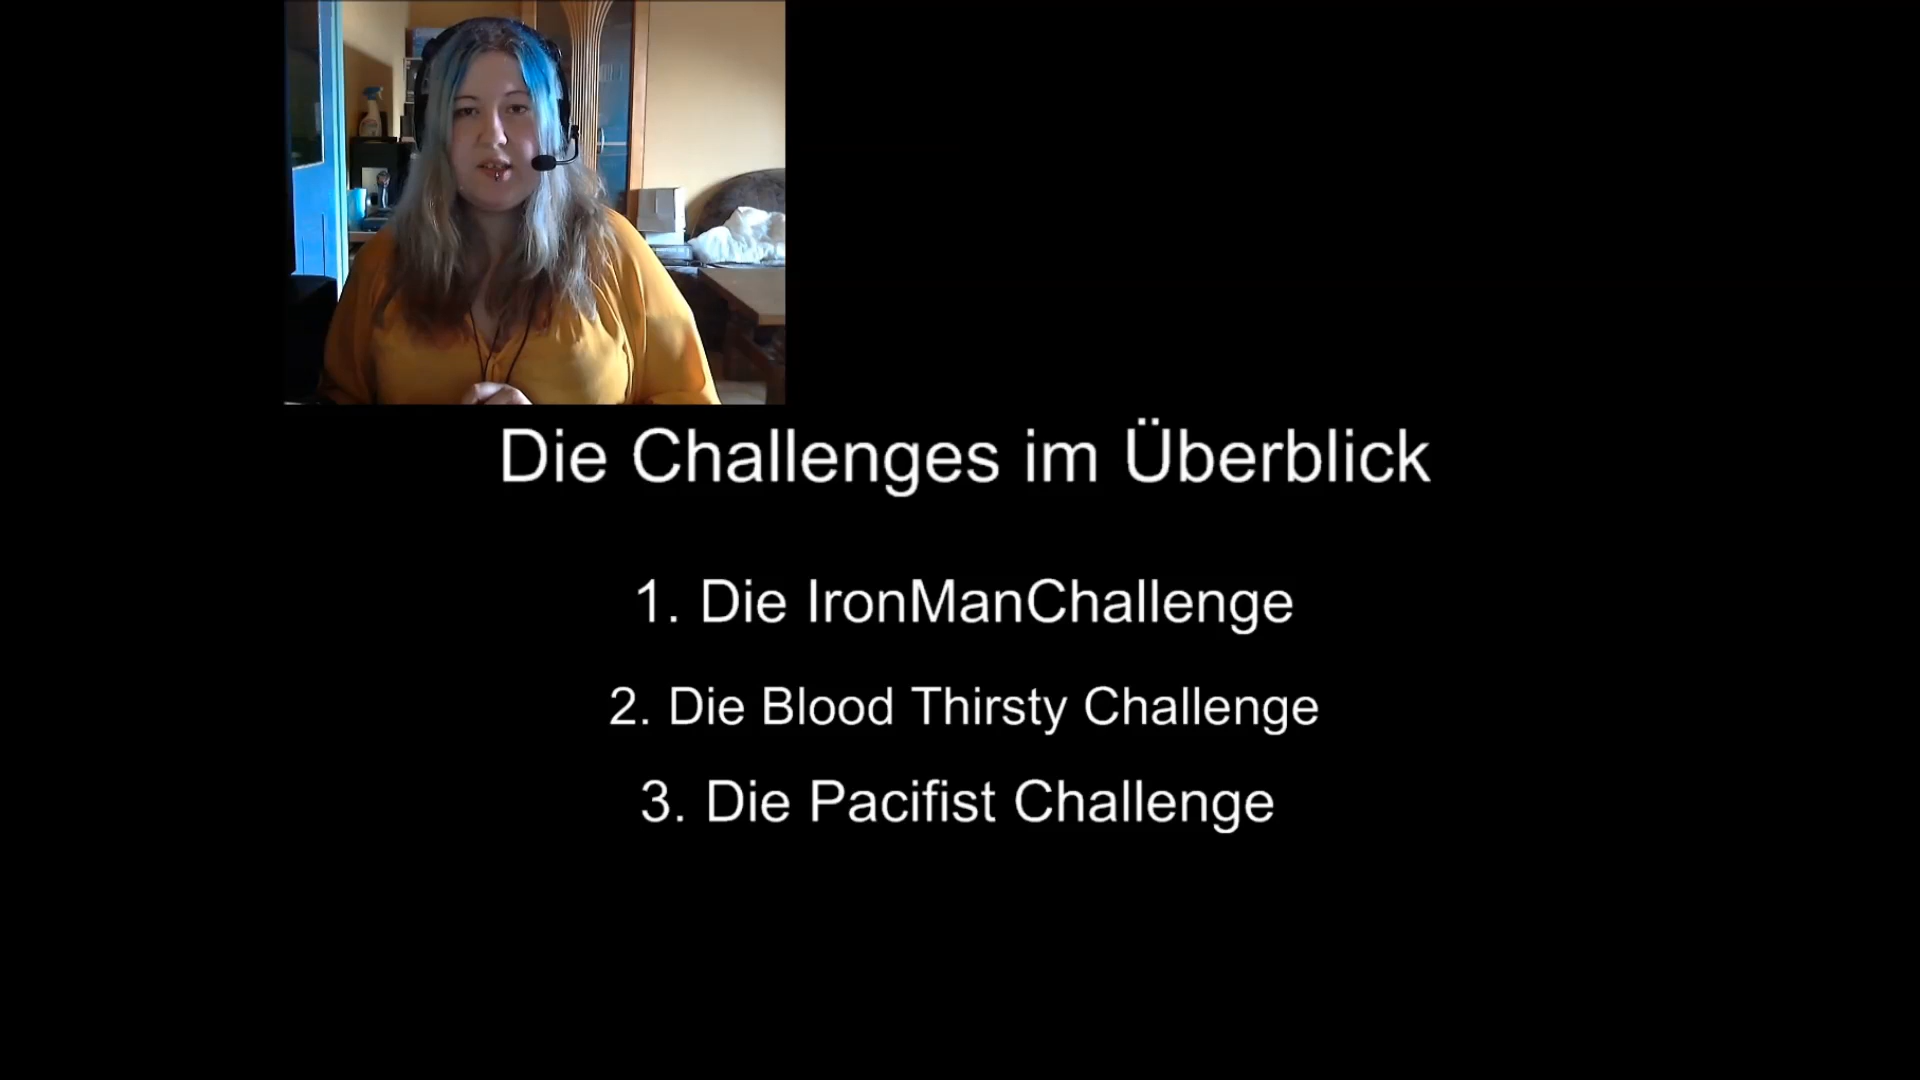 Die Challenges im Überblick
1. Die IronManChallenge
2. Die Blood Thirsty Challenge
3. Die Pacifist Challenge